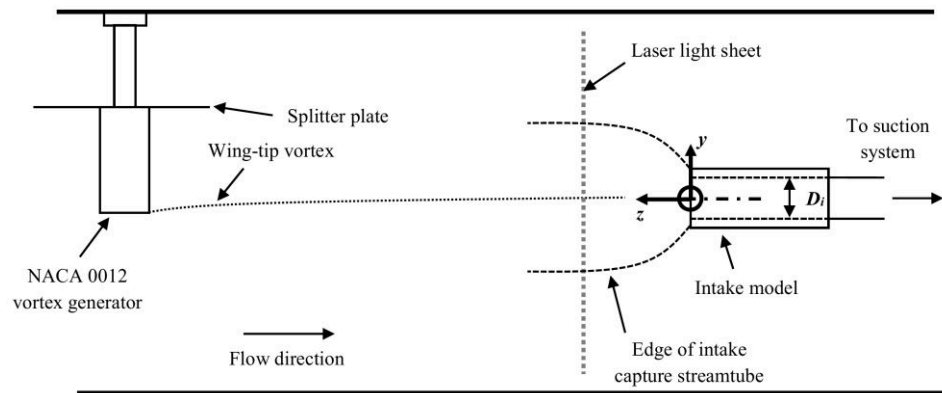 Laser light sheet
Splitter plate
Wing-tip vortex
To suction
system
y
z
D_i
NACA 0012
vortex generator
Intake model
Flow direction
Edge of intake
capture streamtube